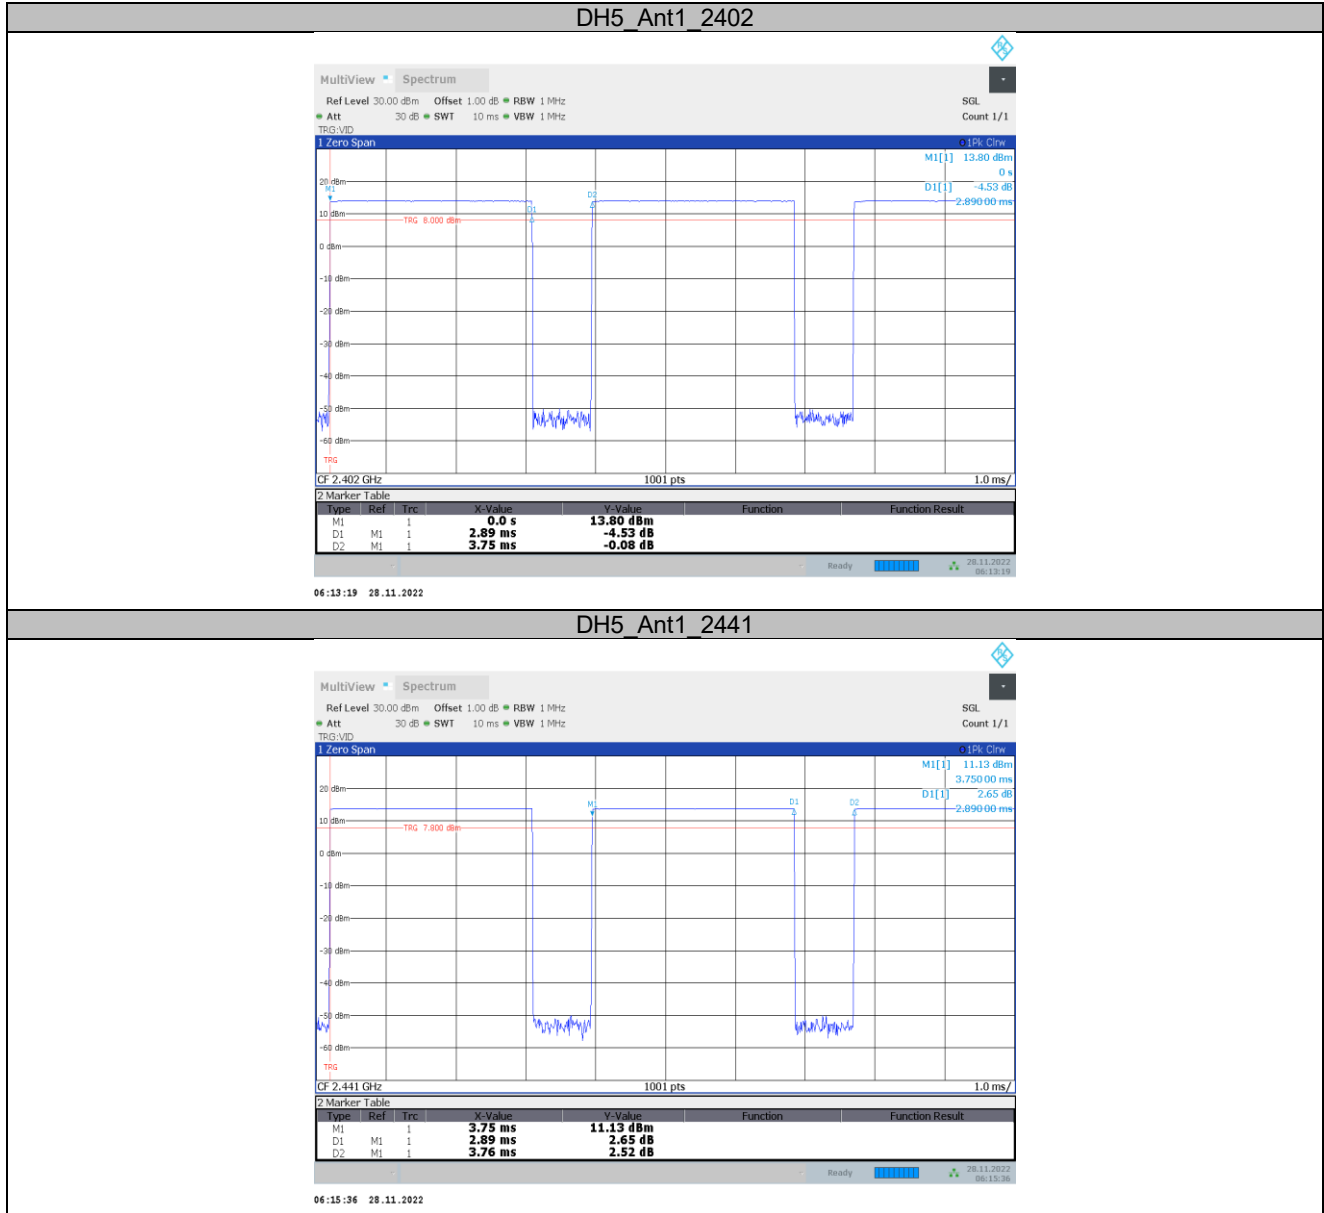 DH5_Ant1_2402
MultiView Spectrum
Ref Level 30.00 dBm Offset 1.00 dB RBW 1 MHz SGL
Att 30 dB SWT 10 ms VBW 1 MHz Count 1/1
TRG:VID
1 Zero Span 1Pk Clrw
M1[1] 13.80 dBm
0 s
20 dBm D1[1] -4.53 dB
M1 D2 2.89000 ms
D1
10 dBm TRG 8.000 dBm
0 dBm
-10 dBm
-20 dBm
-30 dBm
-40 dBm
-50 dBm
-60 dBm
TRG
CF 2.402 GHz 1001 pts 1.0 ms/
2 Marker Table
Type Ref Trc X-Value Y-Value Function Function Result
M1 1 0.0 s 13.80 dBm
D1 M1 1 2.89 ms -4.53 dB
D2 M1 1 3.75 ms -0.08 dB
Ready 28.11.2022
06:13:19
06:13:19 28.11.2022
DH5_Ant1_2441
MultiView Spectrum
Ref Level 30.00 dBm Offset 1.00 dB RBW 1 MHz SGL
Att 30 dB SWT 10 ms VBW 1 MHz Count 1/1
TRG:VID
1 Zero Span 1Pk Clrw
M1[1] 11.13 dBm
3.75000 ms
20 dBm D1[1] 2.65 dB
M1 D1 D2 2.89000 ms
10 dBm TRG 7.800 dBm
0 dBm
-10 dBm
-20 dBm
-30 dBm
-40 dBm
-50 dBm
-60 dBm
TRG
CF 2.441 GHz 1001 pts 1.0 ms/
2 Marker Table
Type Ref Trc X-Value Y-Value Function Function Result
M1 1 3.75 ms 11.13 dBm
D1 M1 1 2.89 ms 2.65 dB
D2 M1 1 3.76 ms 2.52 dB
Ready 28.11.2022
06:15:36
06:15:36 28.11.2022